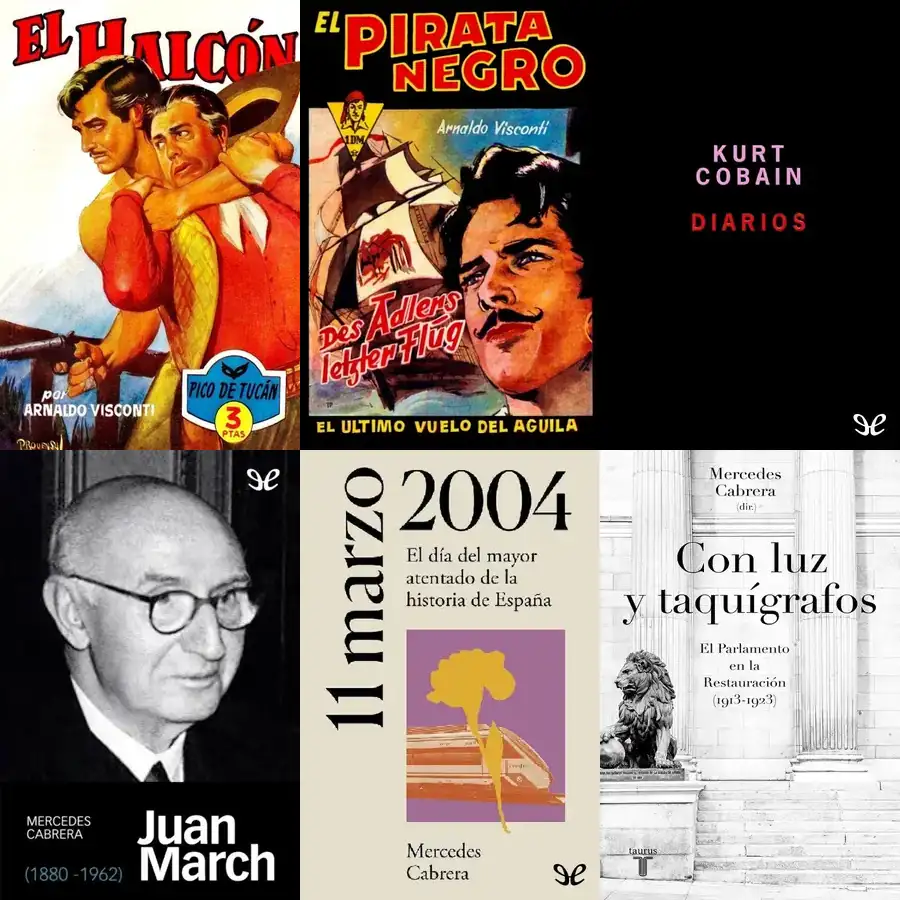 EL HALCÓN
por
ARNALDO VISCONTI
PICO DE TUCÁN
3
PTAS
EL
PIRATA
NEGRO
1 DM
Arnaldo Visconti
Des Adlers
letzter Flug
EL ULTIMO VUELO DEL AGUILA
KURT
COBAIN
DIARIOS
MERCEDES
CABRERA
(1880 -1962)
Juan
March
11 marzo
2004
El día del mayor
atentado de la
historia de España
Mercedes
Cabrera
Mercedes
Cabrera
(dir.)
Con luz
y taquígrafos
El Parlamento
en la
Restauración
(1913-1923)
taurus